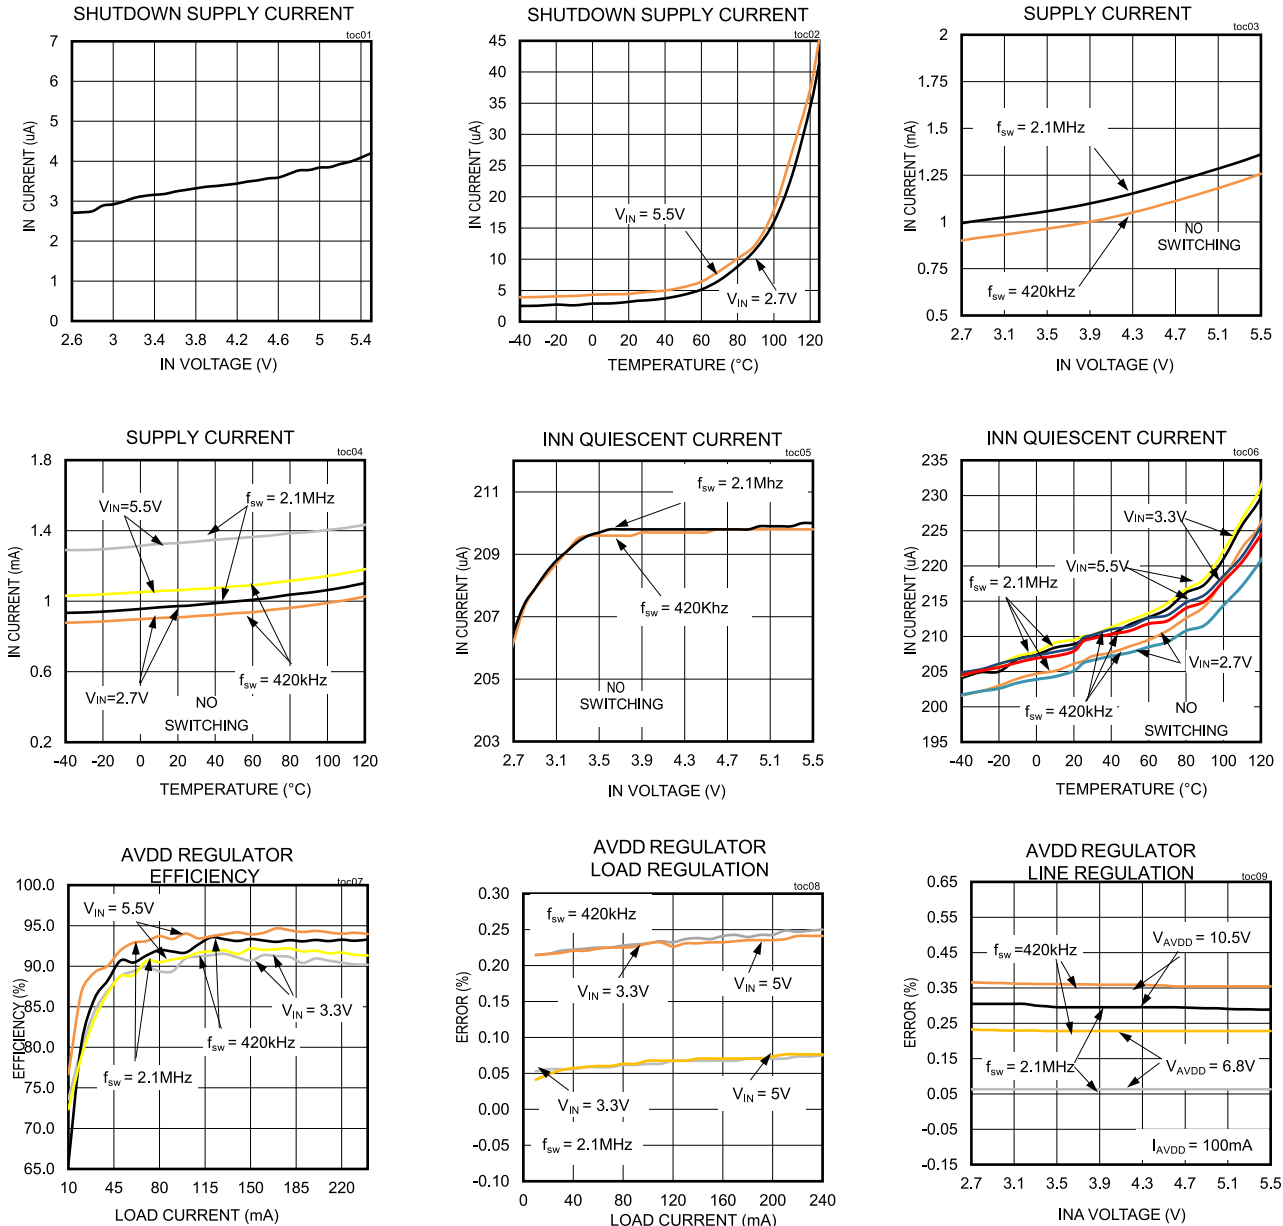 SHUTDOWN SUPPLY CURRENT
toc01
IN CURRENT (uA)
7
6
5
4
3
2
1
0
2.6 3 3.4 3.8 4.2 4.6 5 5.4
IN VOLTAGE (V)
SHUTDOWN SUPPLY CURRENT
toc02
IN CURRENT (uA)
45
40
35
30
25
20
15
10
5
0
VIN = 5.5V
VIN = 2.7V
-40 -20 0 20 40 60 80 100 120
TEMPERATURE (°C)
SUPPLY CURRENT
toc03
IN CURRENT (mA)
2
1.75
1.5
1.25
1
0.75
0.5
fsw = 2.1MHz
NO
SWITCHING
fsw = 420kHz
2.7 3.1 3.5 3.9 4.3 4.7 5.1 5.5
IN VOLTAGE (V)
SUPPLY CURRENT
toc04
IN CURRENT (mA)
1.8
1.4
1
0.6
0.2
VIN=5.5V
fsw = 2.1MHz
fsw = 420kHz
VIN=2.7V
NO
SWITCHING
-40 -20 0 20 40 60 80 100 120
TEMPERATURE (°C)
INN QUIESCENT CURRENT
toc05
IN CURRENT (mA)
211
209
207
205
203
fsw = 2.1Mhz
fsw = 420Khz
NO
SWITCHING
2.7 3.1 3.5 3.9 4.3 4.7 5.1 5.5
IN VOLTAGE (V)
INN QUIESCENT CURRENT
toc06
IN CURRENT (mA)
235
230
225
220
215
210
205
200
195
VIN=3.3V
VIN=5.5V
fsw = 2.1MHz
VIN=2.7V
fsw = 420kHz
NO
SWITCHING
-40 -20 0 20 40 60 80 100 120
TEMPERATURE (°C)
AVDD REGULATOR
EFFICIENCY
toc07
EFFICIENCY (%)
100.0
95.0
90.0
85.0
80.0
75.0
70.0
65.0
VIN = 5.5V
VIN = 3.3V
fsw = 420kHz
fsw = 2.1MHz
10 45 80 115 150 185 220
LOAD CURRENT (mA)
AVDD REGULATOR
LOAD REGULATION
toc08
ERROR (%)
0.30
0.25
0.20
0.15
0.10
0.05
0.00
-0.05
-0.10
fsw = 420kHz
VIN = 3.3V
VIN = 5V
VIN = 3.3V
VIN = 5V
fsw = 2.1MHz
0 40 80 120 160 200 240
LOAD CURRENT (mA)
AVDD REGULATOR
LINE REGULATION
toc09
ERROR (%)
0.65
0.55
0.45
0.35
0.25
0.15
0.05
-0.05
-0.15
VAVDD = 10.5V
fsw =420kHz
fsw = 2.1MHz
VAVDD = 6.8V
IAVDD = 100mA
2.7 3.1 3.5 3.9 4.3 4.7 5.1 5.5
INA VOLTAGE (V)